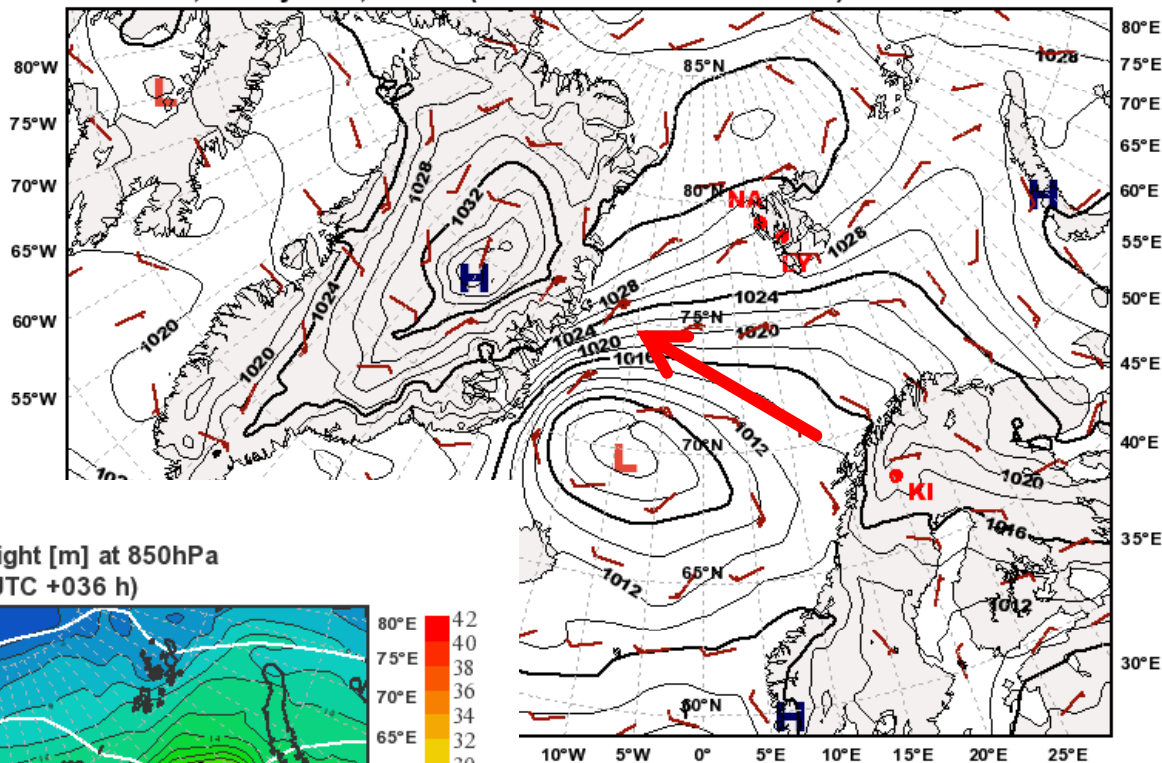 80°W
75°W
70°W
65°W
60°W
55°W
80°E
75°E
70°E
65°E
60°E
55°E
50°E
45°E
40°E
35°E
30°E
10°W 5°W 0° 5°E 10°E 15°E 20°E 25°E
85°N
80°N
75°N
70°N
65°N
60°N
1028
L
1028
1032
H
NA
LY
H
1028
1024
1028
1024
1020
1024
1020
1020
1016
1020
1012
L
KI
1020
1016
1012
1012
H
ight [m] at 850hPa
UTC +036 h)
80°E
75°E
70°E
65°E
42
40
38
36
34
32
14